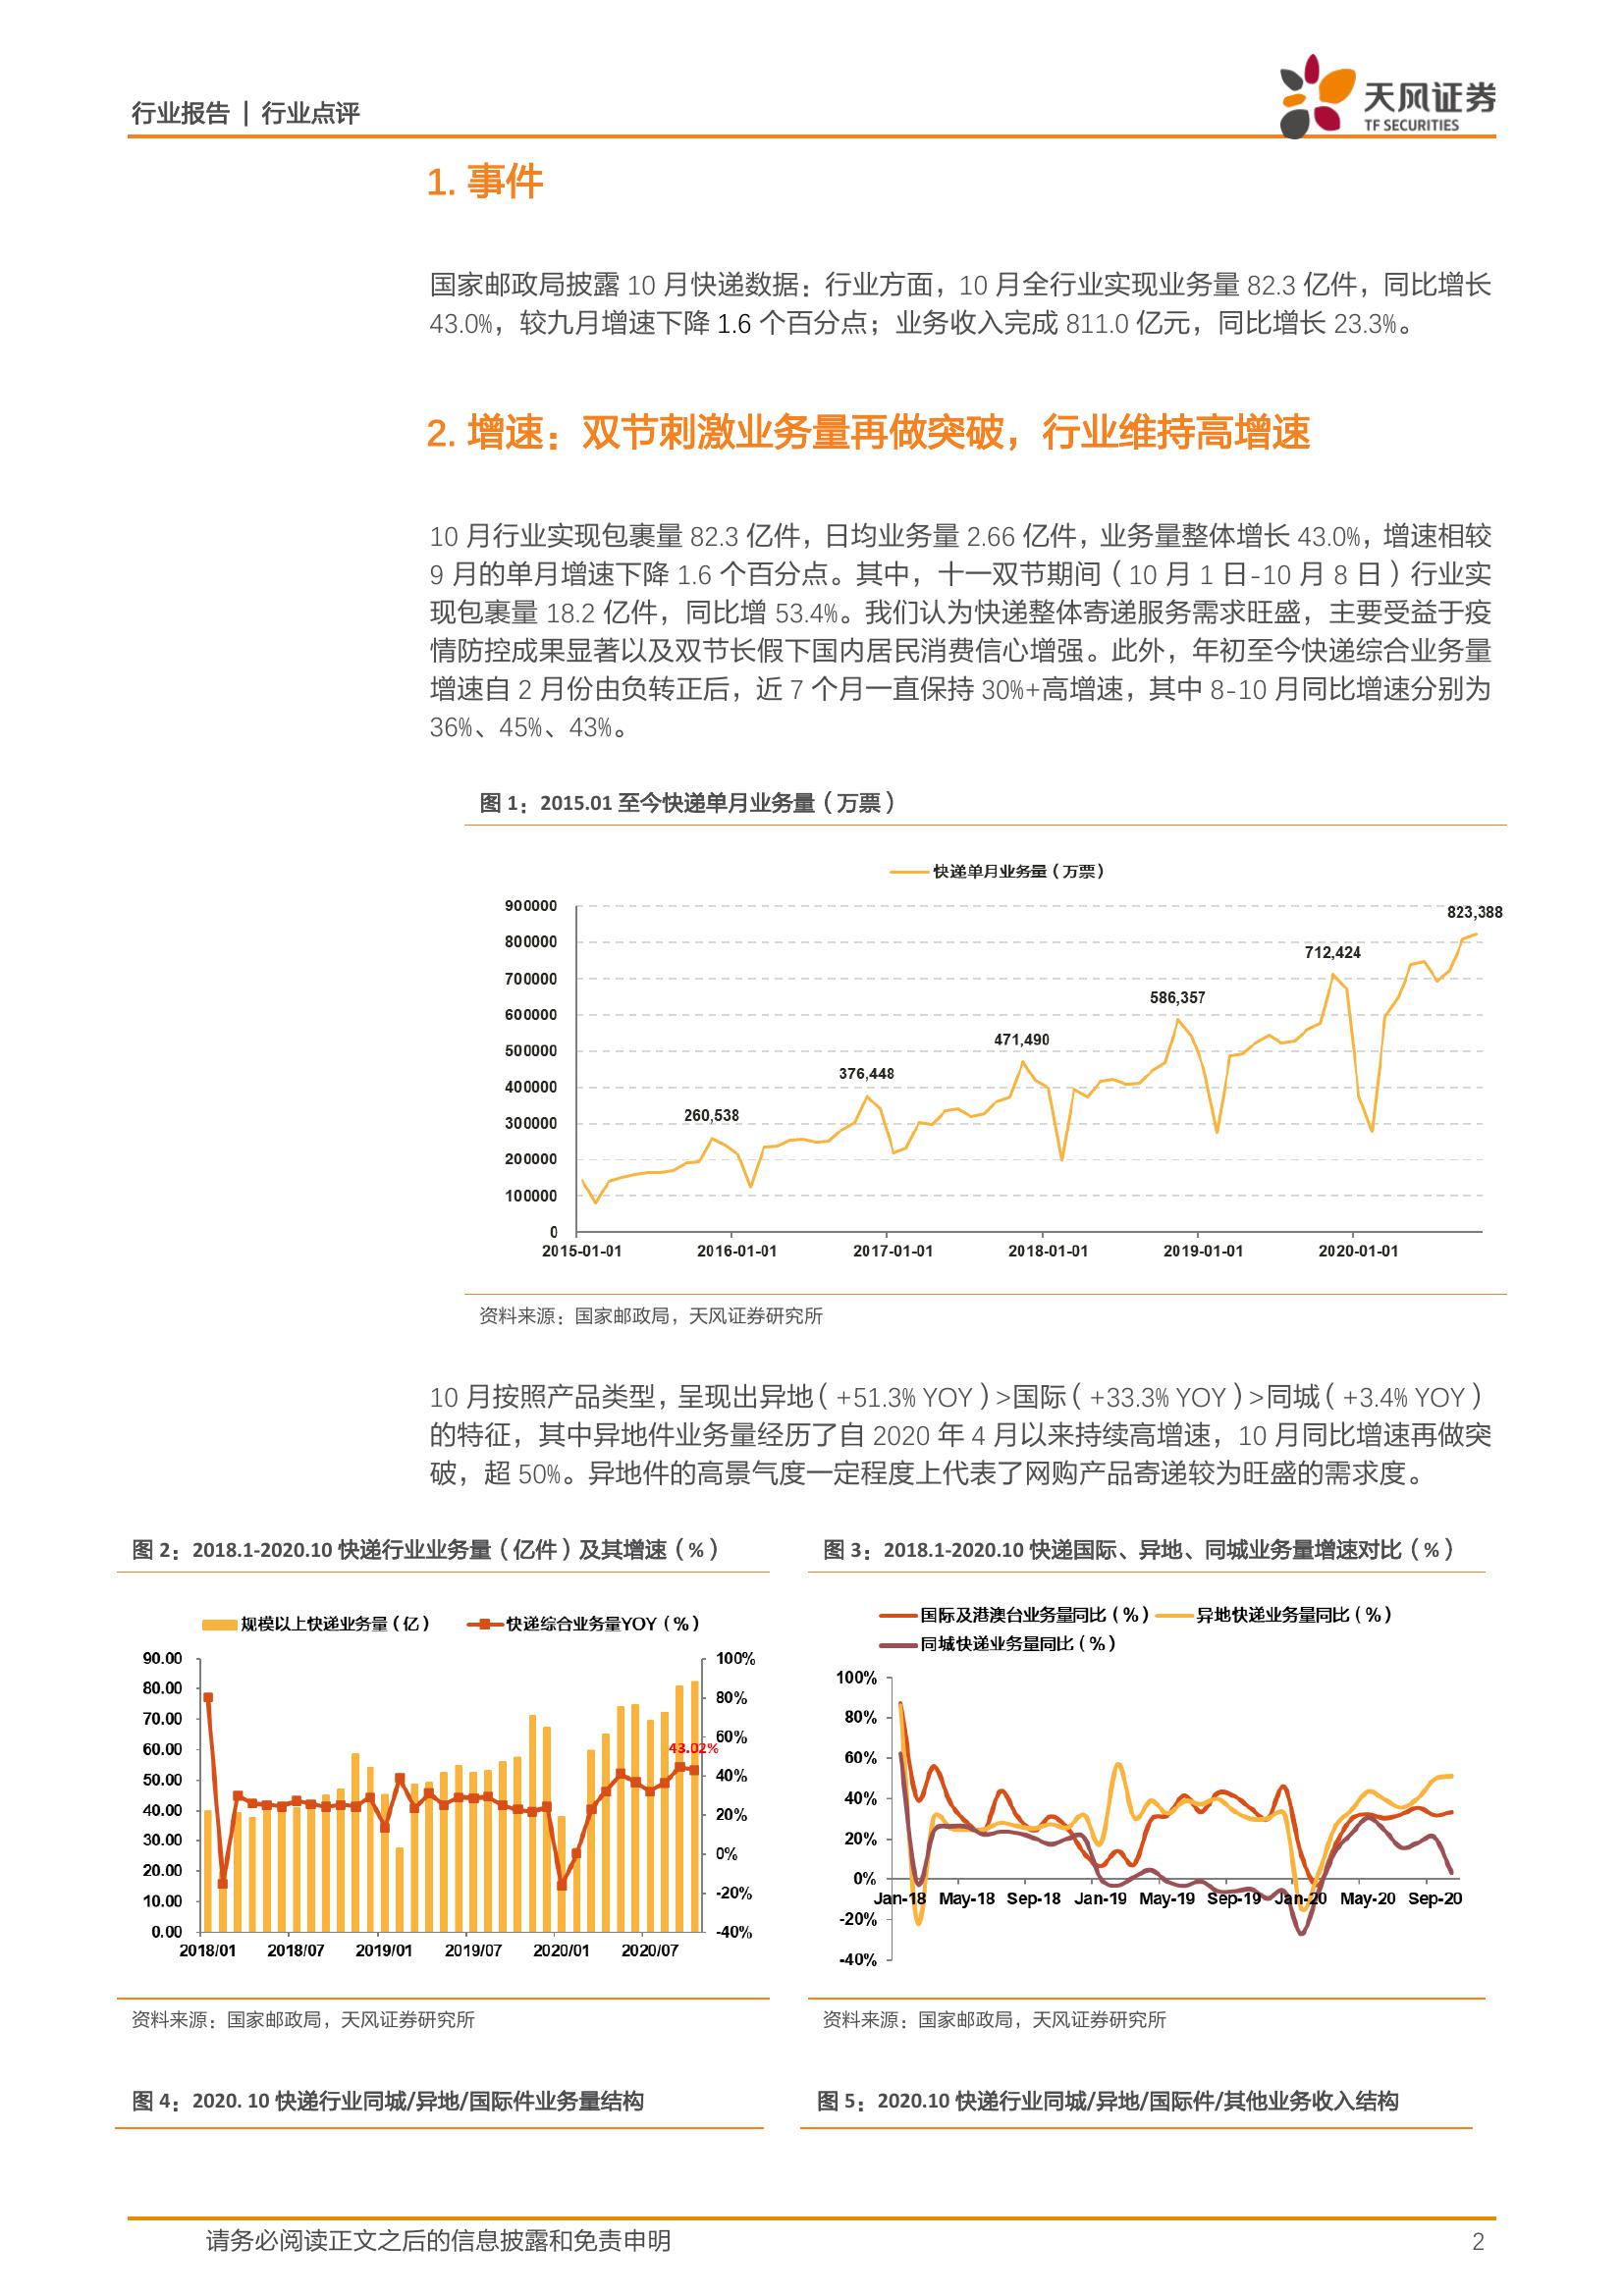 行业报告 | 行业点评
天风证券
TF SECURITIES
1. 事件
国家邮政局披露 10 月快递数据：行业方面，10 月全行业实现业务量 82.3 亿件，同比增长
43.0%，较九月增速下降 1.6 个百分点；业务收入完成 811.0 亿元，同比增长 23.3%。
2. 增速：双节刺激业务量再做突破，行业维持高增速
10 月行业实现包裹量 82.3 亿件，日均业务量 2.66 亿件，业务量整体增长 43.0%，增速相较
9 月的单月增速下降 1.6 个百分点。其中，十一双节期间（10 月 1 日-10 月 8 日）行业实
现包裹量 18.2 亿件，同比增 53.4%。我们认为快递整体寄递服务需求旺盛，主要受益于疫
情防控成果显著以及双节长假下国内居民消费信心增强。此外，年初至今快递综合业务量
增速自 2 月份由负转正后，近 7 个月一直保持 30%+高增速，其中 8-10 月同比增速分别为
36%、45%、43%。
图 1：2015.01 至今快递单月业务量（万票）
快递单月业务量（万票）
900000
800000
700000
600000
500000
400000
300000
200000
100000
0
260,538
376,448
471,490
586,357
712,424
823,388
2015-01-01
2016-01-01
2017-01-01
2018-01-01
2019-01-01
2020-01-01
资料来源：国家邮政局，天风证券研究所
10 月按照产品类型，呈现出异地（+51.3% YOY）>国际（+33.3% YOY）>同城（+3.4% YOY）
的特征，其中异地件业务量经历了自 2020 年 4 月以来持续高增速，10 月同比增速再做突
破，超 50%。异地件的高景气度一定程度上代表了网购产品寄递较为旺盛的需求度。
图 2：2018.1-2020.10 快递行业业务量（亿件）及其增速（%）
规模以上快递业务量（亿）
快递综合业务量YOY（%）
90.00
80.00
70.00
60.00
50.00
40.00
30.00
20.00
10.00
0.00
100%
80%
60%
40%
20%
0%
-20%
-40%
43.02%
2018/01
2018/07
2019/01
2019/07
2020/01
2020/07
资料来源：国家邮政局，天风证券研究所
图 3：2018.1-2020.10 快递国际、异地、同城业务量增速对比（%）
国际及港澳台业务量同比（%）
异地快递业务量同比（%）
同城快递业务量同比（%）
100%
80%
60%
40%
20%
0%
-20%
-40%
Jan-18
May-18
Sep-18
Jan-19
May-19
Sep-19
Jan-20
May-20
Sep-20
资料来源：国家邮政局，天风证券研究所
图 4：2020. 10 快递行业同城/异地/国际件业务量结构
图 5：2020.10 快递行业同城/异地/国际件/其他业务收入结构
请务必阅读正文之后的信息披露和免责申明
2